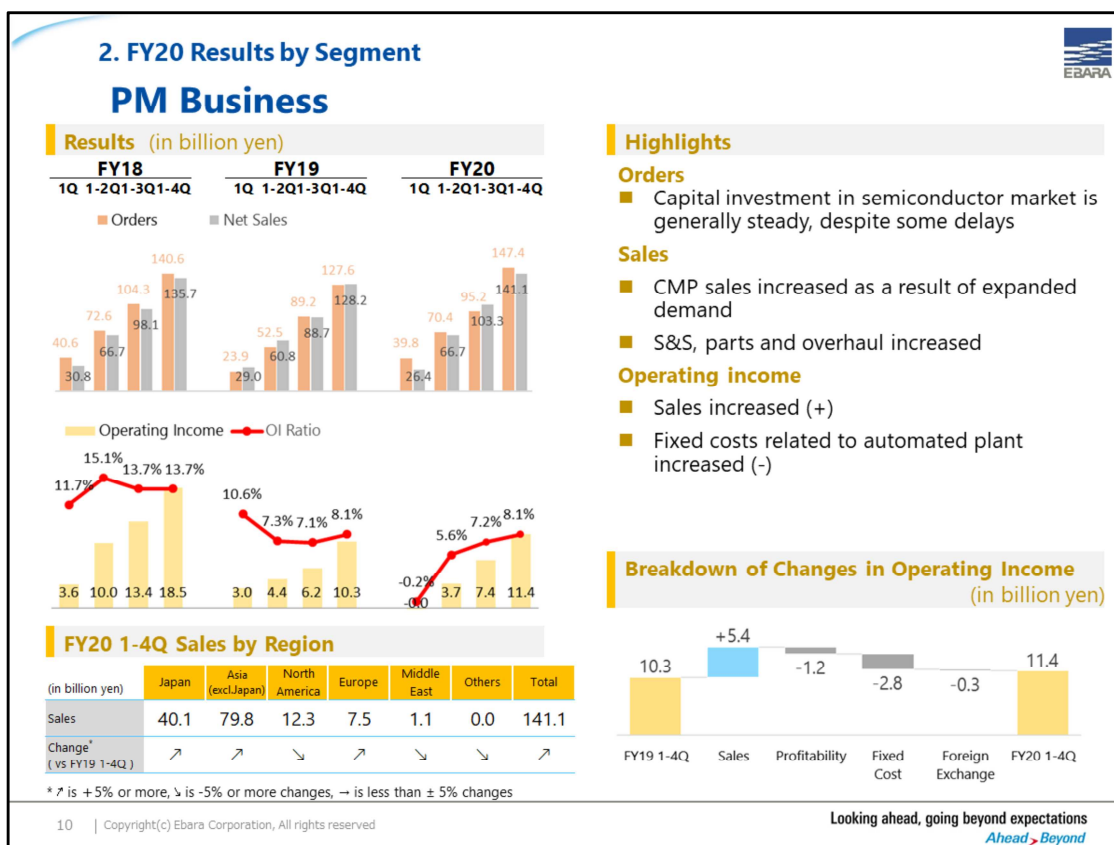 2. FY20 Results by Segment
EBARA
PM Business
Results (in billion yen)
FY18 FY19 FY20
1Q 1-2Q1-3Q1-4Q 1Q 1-2Q1-3Q1-4Q 1Q 1-2Q1-3Q1-4Q
Orders Net Sales
40.6 72.6 104.3 140.6
30.8 66.7 98.1 135.7
23.9 52.5 89.2 127.6
29.0 60.8 88.7 128.2
39.8 70.4 95.2 147.4
26.4 66.7 103.3 141.1
Operating Income OI Ratio
11.7% 15.1% 13.7% 13.7%
3.6 10.0 13.4 18.5
10.6% 7.3% 7.1% 8.1%
3.0 4.4 6.2 10.3
-0.2% 5.6% 7.2% 8.1%
-0.0 3.7 7.4 11.4
FY20 1-4Q Sales by Region
(in billion yen) Japan Asia (excl.Japan) North America Europe Middle East Others Total
Sales 40.1 79.8 12.3 7.5 1.1 0.0 141.1
Change* ( vs FY19 1-4Q ) ↗ ↗ ↘ ↗ ↘ ↘ ↗
* ↗ is +5% or more, ↘ is -5% or more changes, → is less than ± 5% changes
Highlights
Orders
■ Capital investment in semiconductor market is
generally steady, despite some delays
Sales
■ CMP sales increased as a result of expanded
demand
■ S&S, parts and overhaul increased
Operating income
■ Sales increased (+)
■ Fixed costs related to automated plant
increased (-)
Breakdown of Changes in Operating Income
(in billion yen)
10.3 +5.4 -1.2 -2.8 -0.3 11.4
FY19 1-4Q Sales Profitability Fixed Cost Foreign Exchange FY20 1-4Q
10 | Copyright(c) Ebara Corporation, All rights reserved
Looking ahead, going beyond expectations
Ahead > Beyond